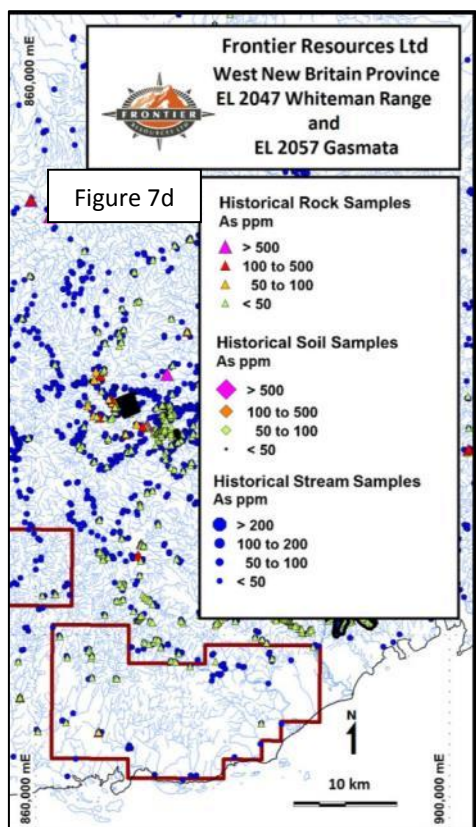 860,000 mE
Frontier Resources Ltd
West New Britain Province
EL 2047 Whiteman Range
and
EL 2057 Gasmata
FRONTIER
RESOURCES LTD
Figure 7d
Historical Rock Samples
As ppm
> 500
100 to 500
50 to 100
< 50
Historical Soil Samples
As ppm
> 500
100 to 500
50 to 100
< 50
Historical Stream Samples
As ppm
> 200
100 to 200
50 to 100
< 50
N
10 km
860,000 mE
900,000 mE